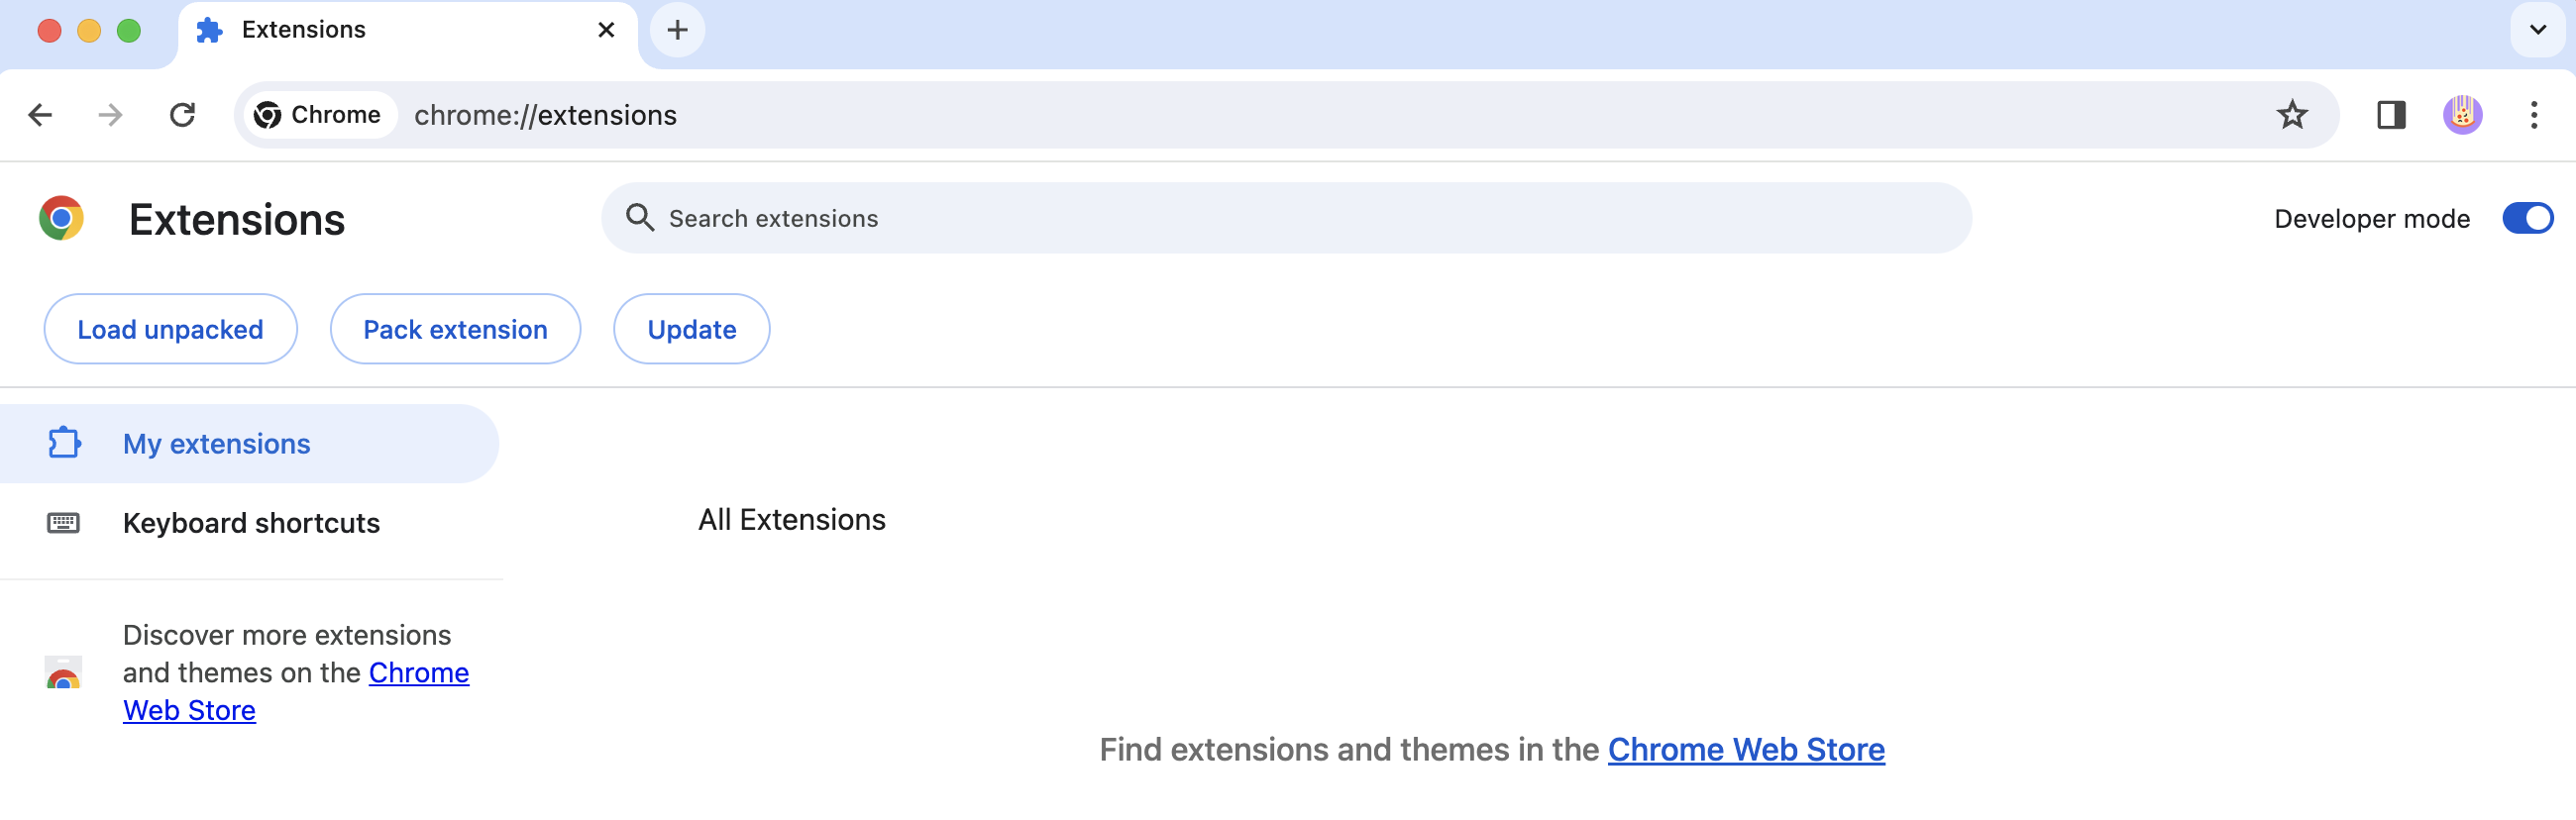 Extensions
Chrome chrome://extensions
Extensions
Search extensions
Developer mode
Load unpacked
Pack extension
Update
My extensions
Keyboard shortcuts
Discover more extensions
and themes on the Chrome
Web Store
All Extensions
Find extensions and themes in the Chrome Web Store